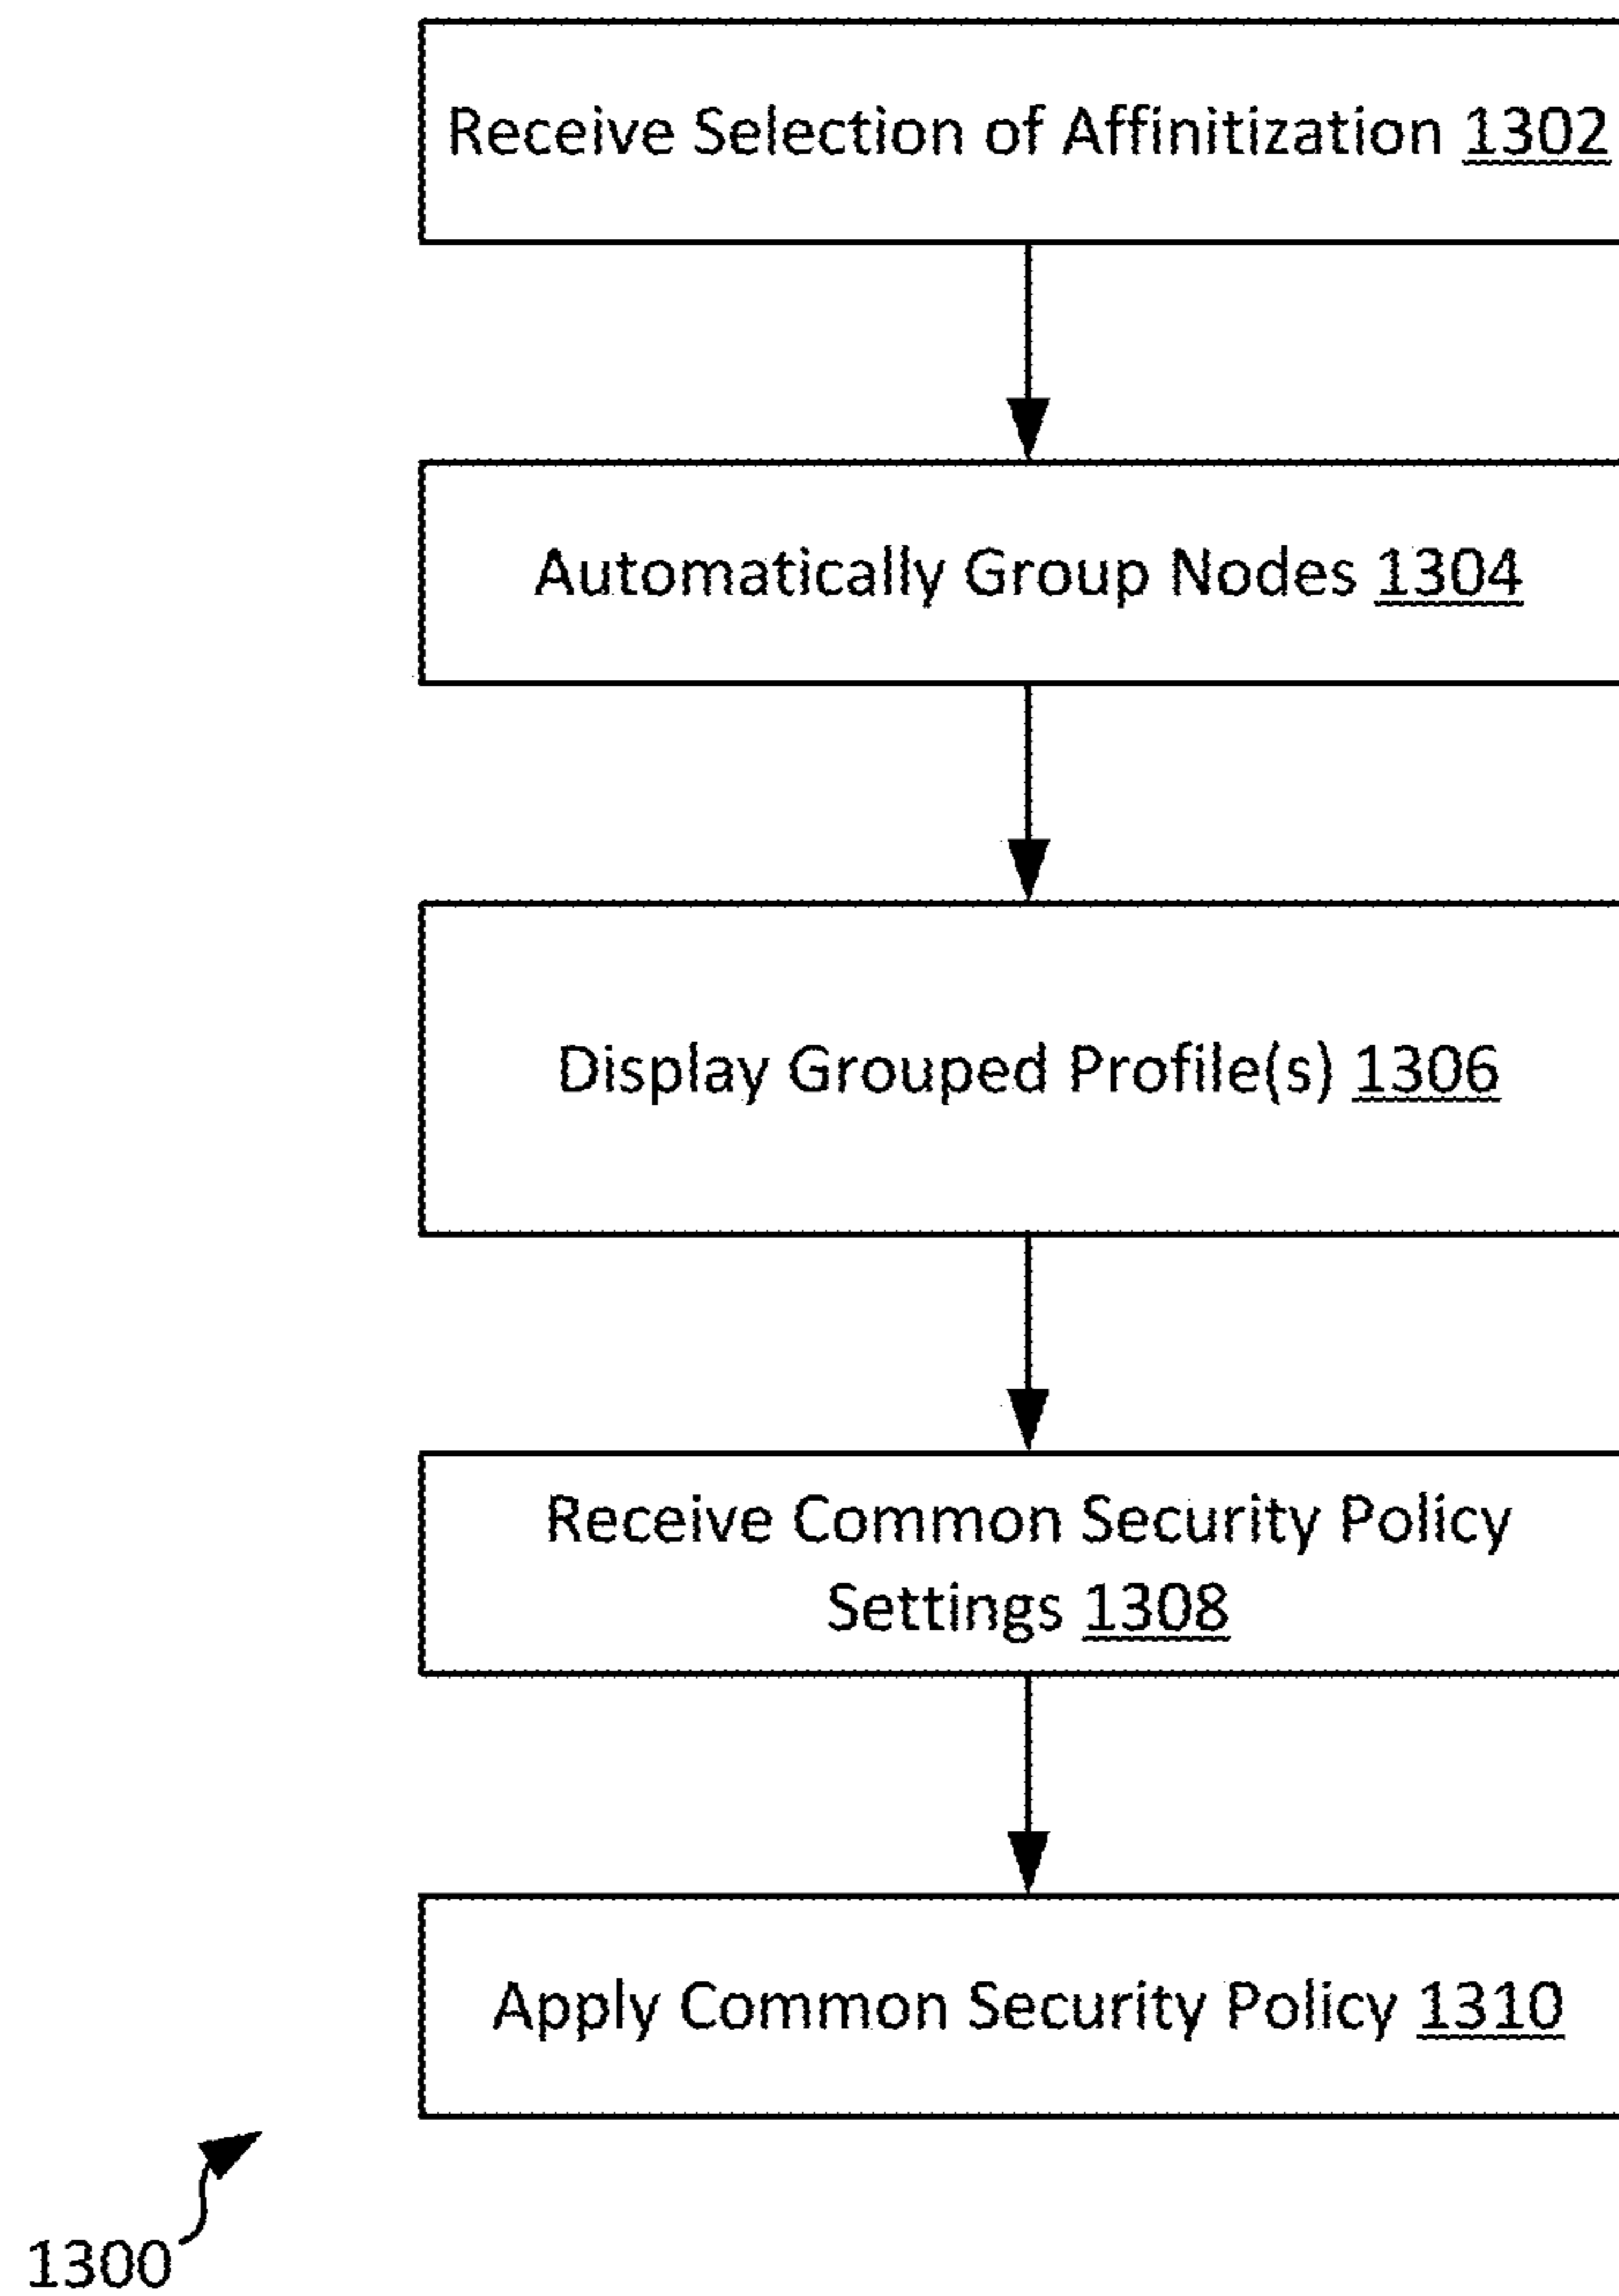 Receive Selection of Affinitization 1302
Automatically Group Nodes 1304
Display Grouped Profile(s) 1306
Receive Common Security Policy
Settings 1308
Apply Common Security Policy 1310
1300